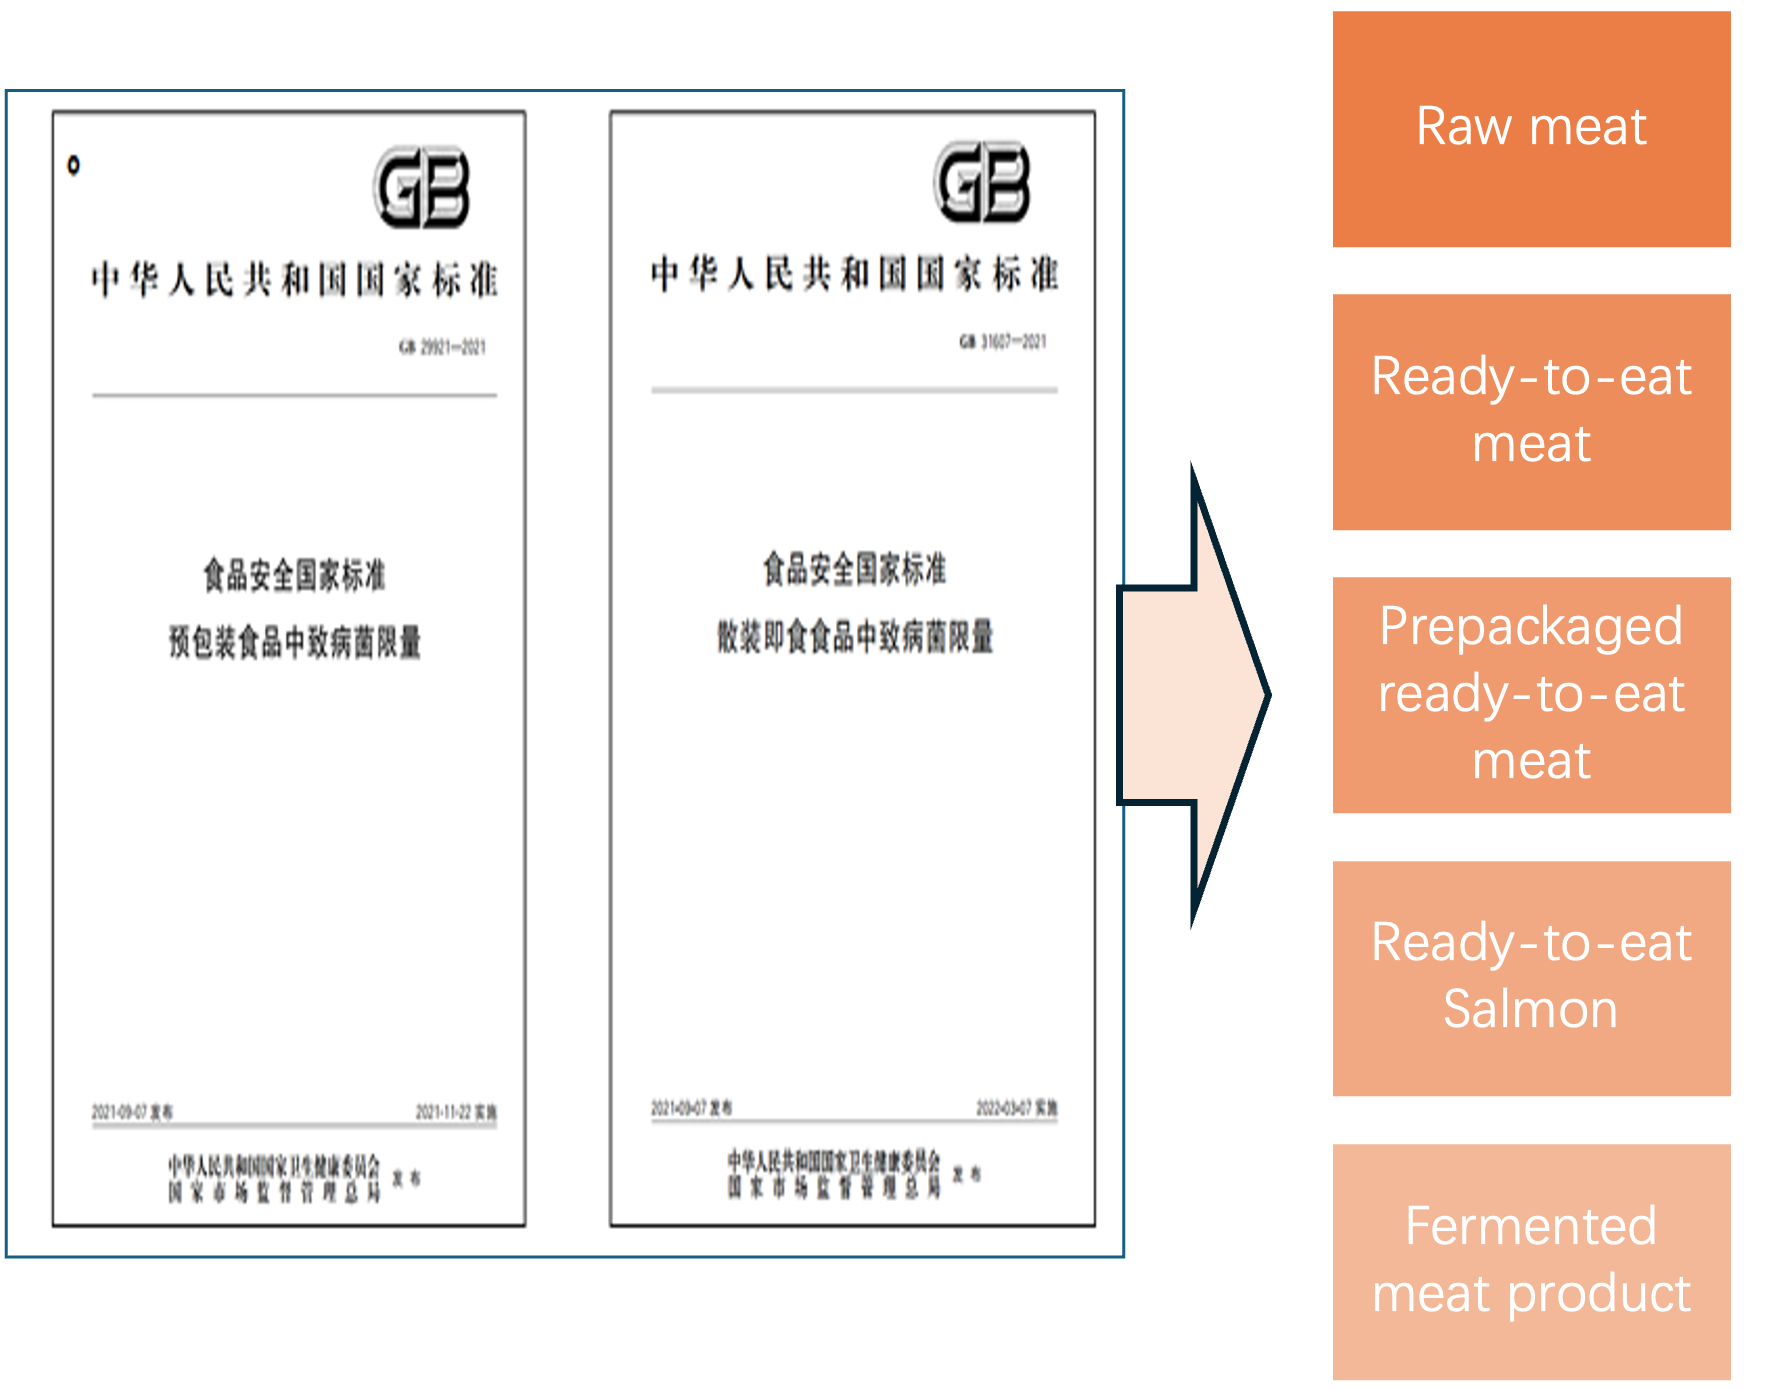 GB
中华人民共和国国家标准
GB 29921—2021
食品安全国家标准
预包装食品中致病菌限量
2021-09-07 发布
2021-11-22 实施
中华人民共和国国家卫生健康委员会
国家市场监督管理总局
发布
GB
中华人民共和国国家标准
GB 31607—2021
食品安全国家标准
散装即食食品中致病菌限量
2021-09-07 发布
2022-03-07 实施
中华人民共和国国家卫生健康委员会
国家市场监督管理总局
发布
Raw meat
Ready-to-eat
meat
Prepackaged
ready-to-eat
meat
Ready-to-eat
Salmon
Fermented
meat product